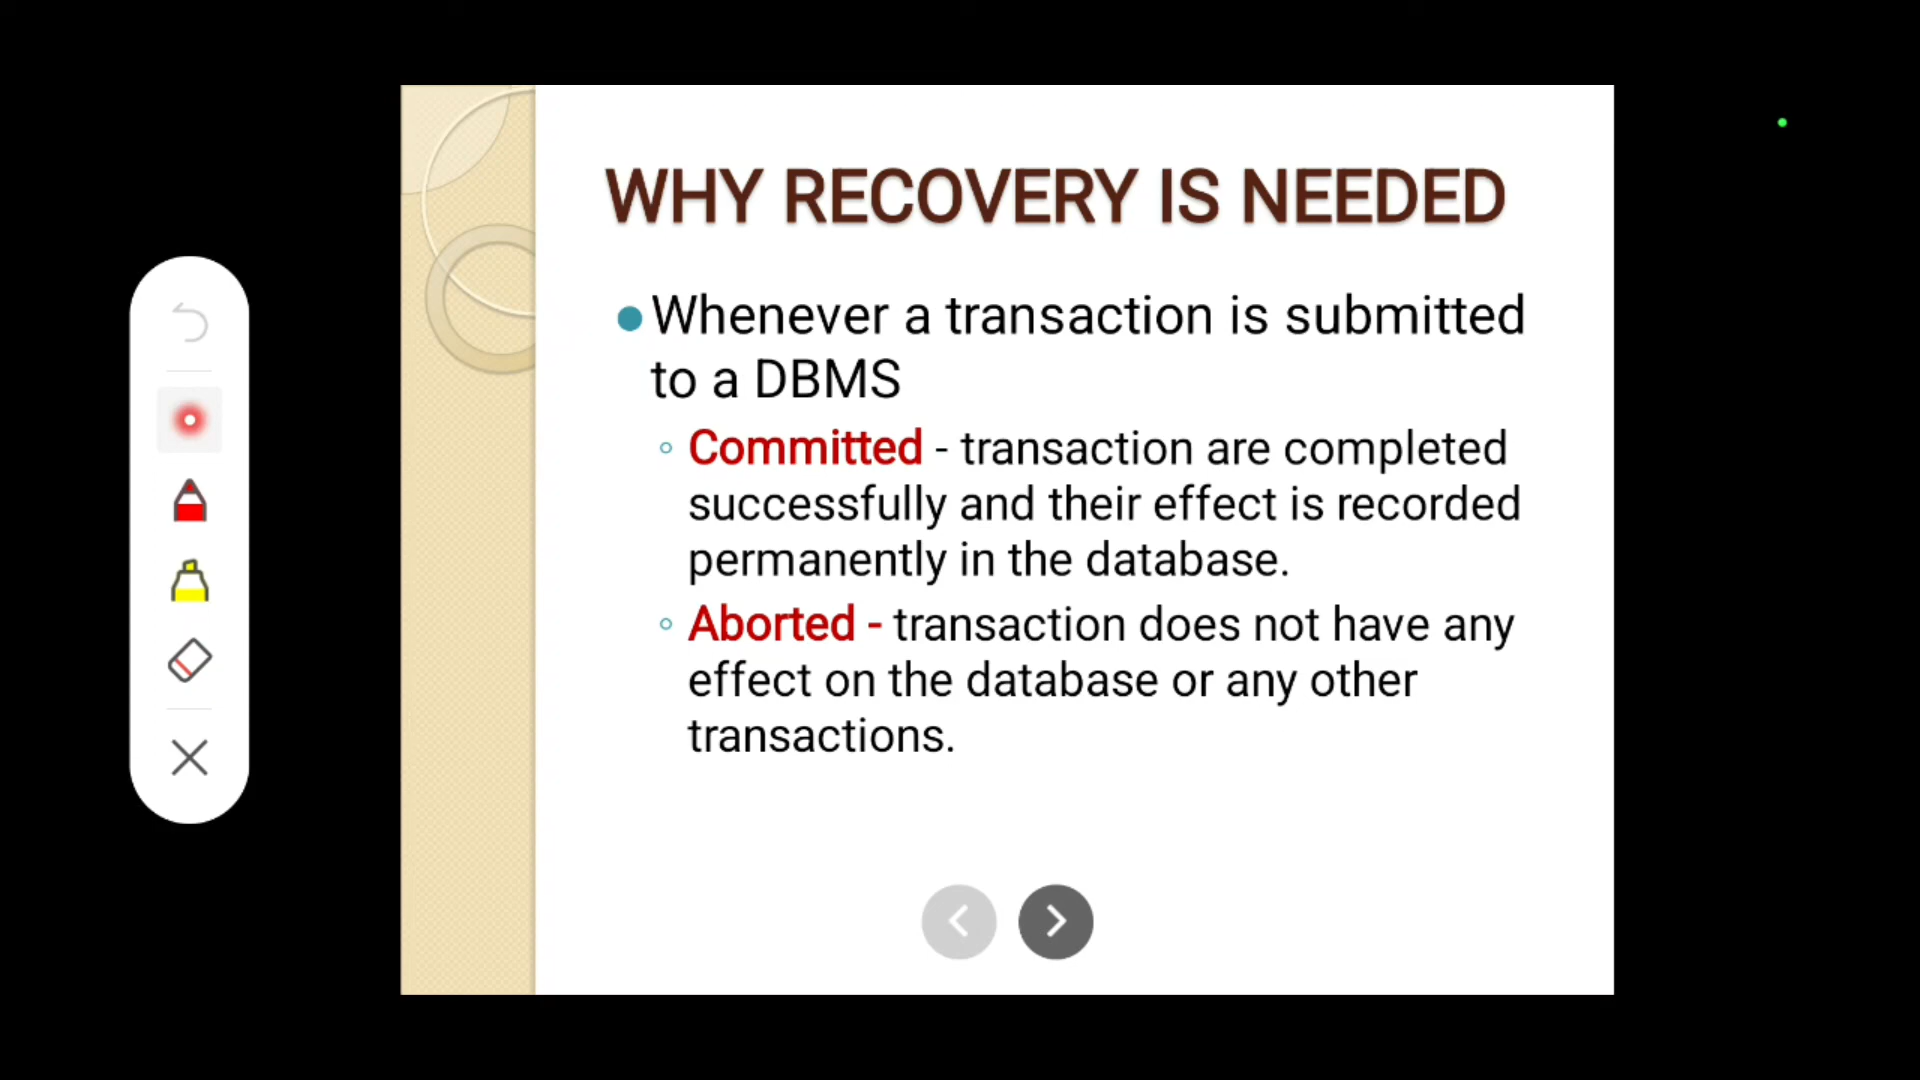 WHY RECOVERY IS NEEDED
Whenever a transaction is submitted
to a DBMS
Committed - transaction are completed
successfully and their effect is recorded
permanently in the database.
Aborted - transaction does not have any
effect on the database or any other
transactions.